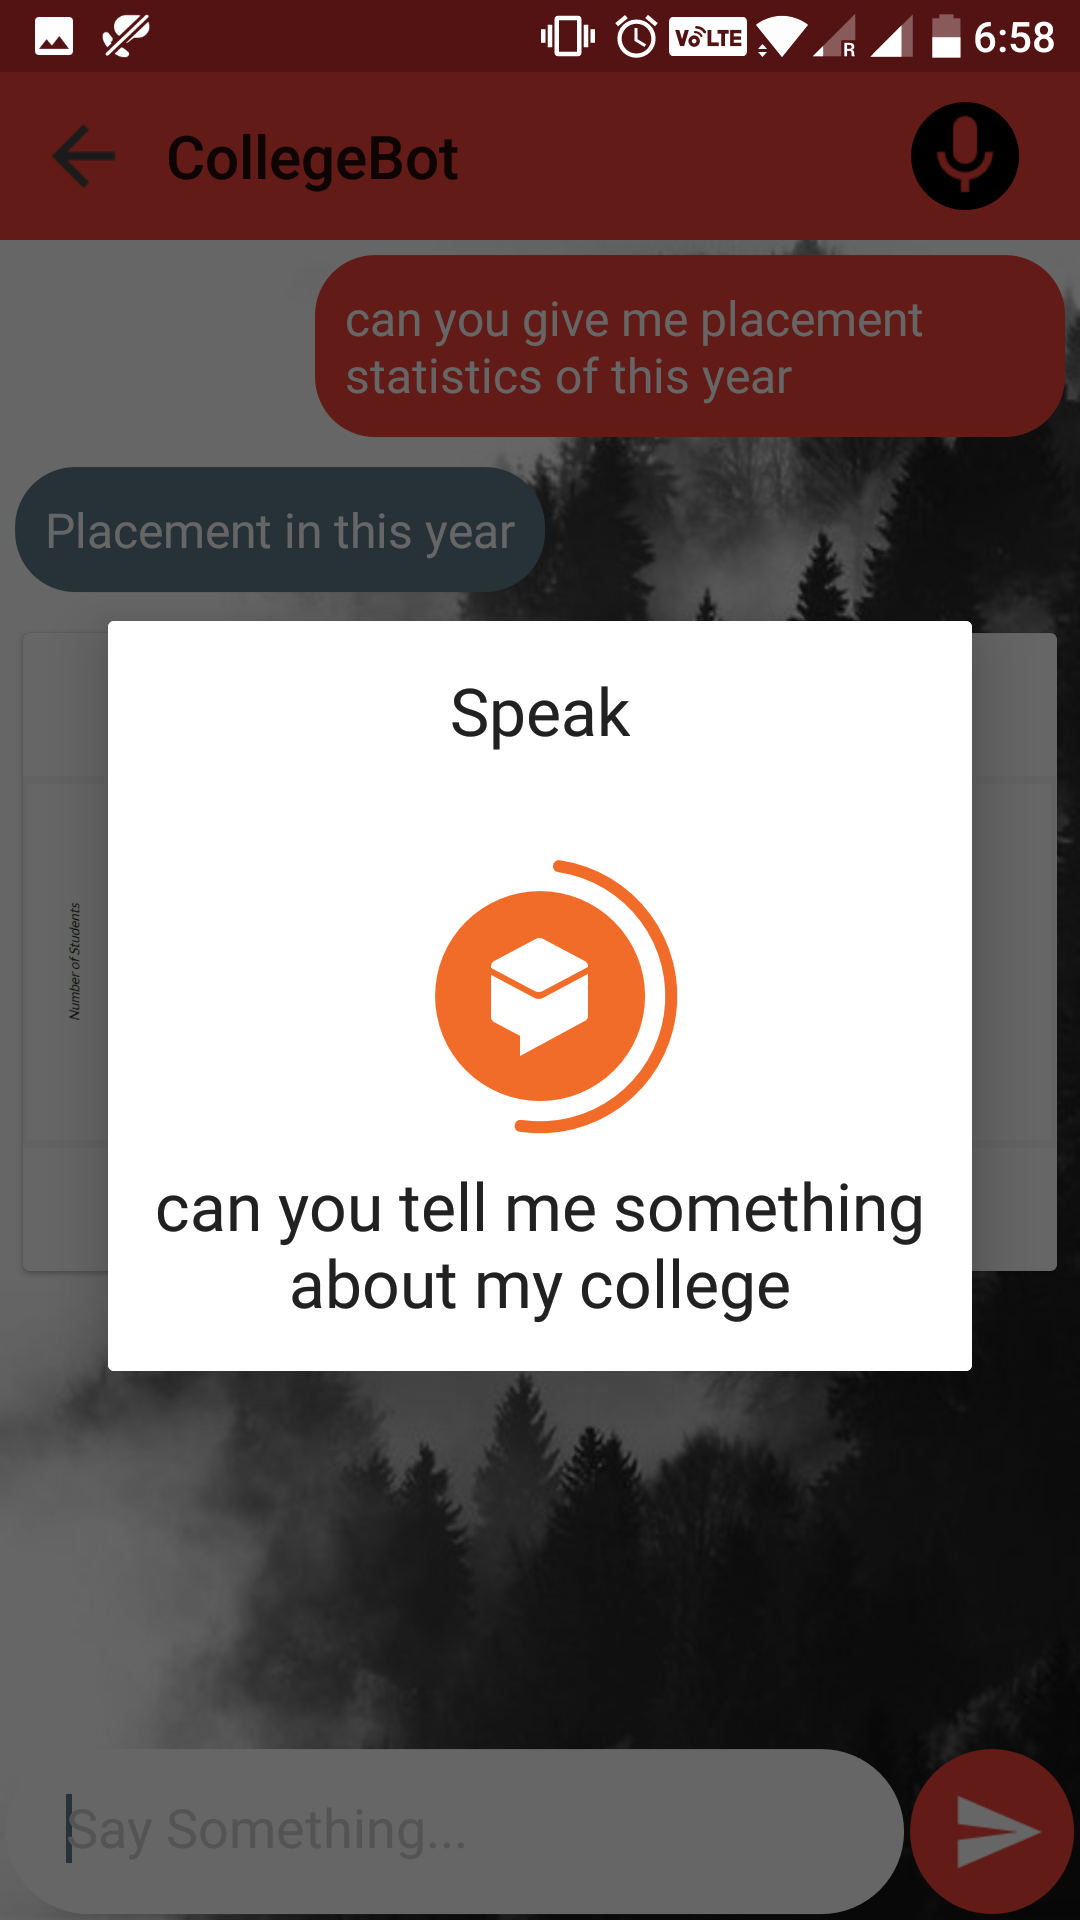 VoLTE R 6:58
CollegeBot
can you give me placement
statistics of this year
Placement in this year
Speak
Number of Students
can you tell me something
about my college
Say Something...